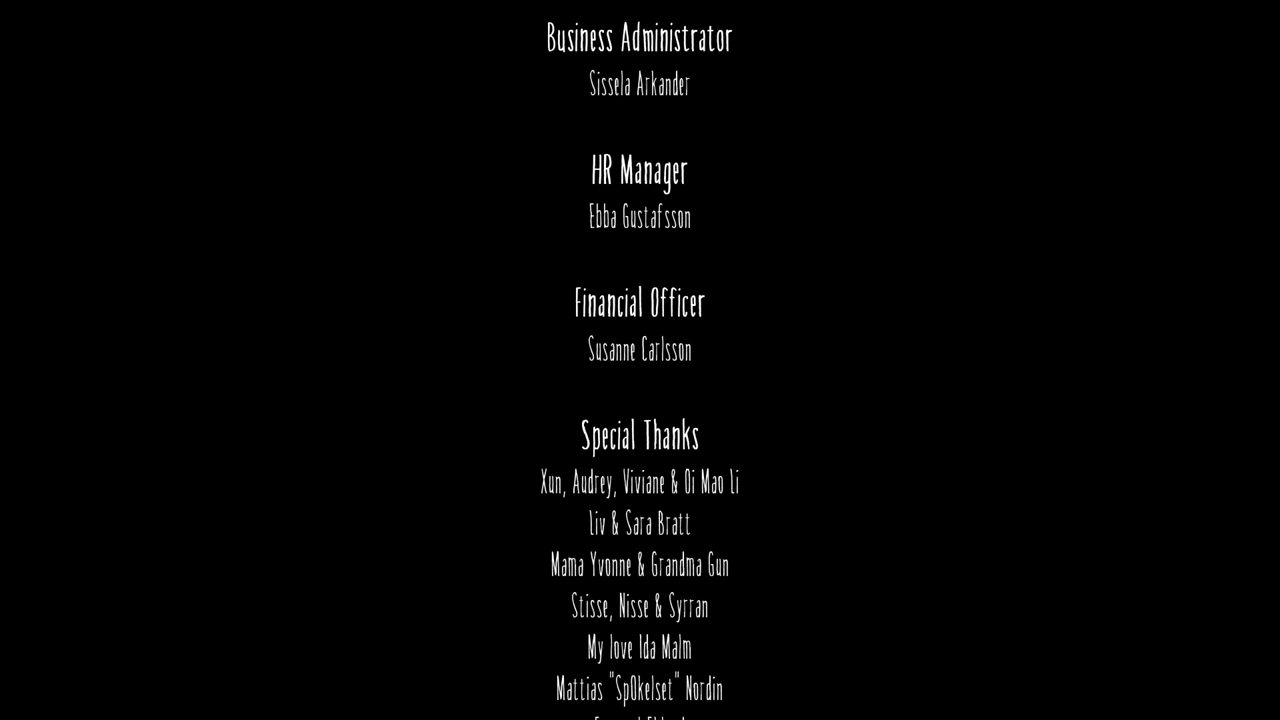 Business Administrator
Sissela Arkander
HR Manager
Ebba Gustafsson
Financial Officer
Susanne Carlsson
Special Thanks
Xun, Audrey, Viviane & Oi Mao Li
Liv & Sara Bratt
Mama Yvonne & Grandma Gun
Stisse, Nisse & Syrran
My love Ida Malm
Mattias "SpOkelset" Nordin